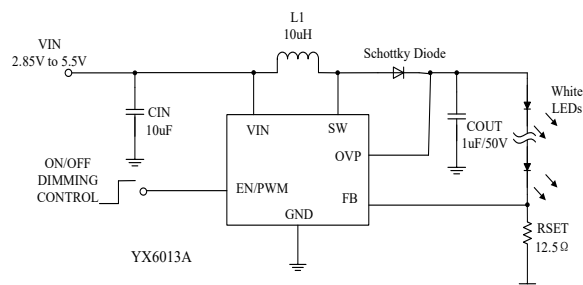 L1
10uH
VIN
2.85V to 5.5V
Schottky Diode
CIN
10uF
VIN
SW
OVP
EN/PWM
FB
GND
COUT
1uF/50V
White
LEDs
ON/OFF
DIMMING
CONTROL
RSET
12.5Ω
YX6013A